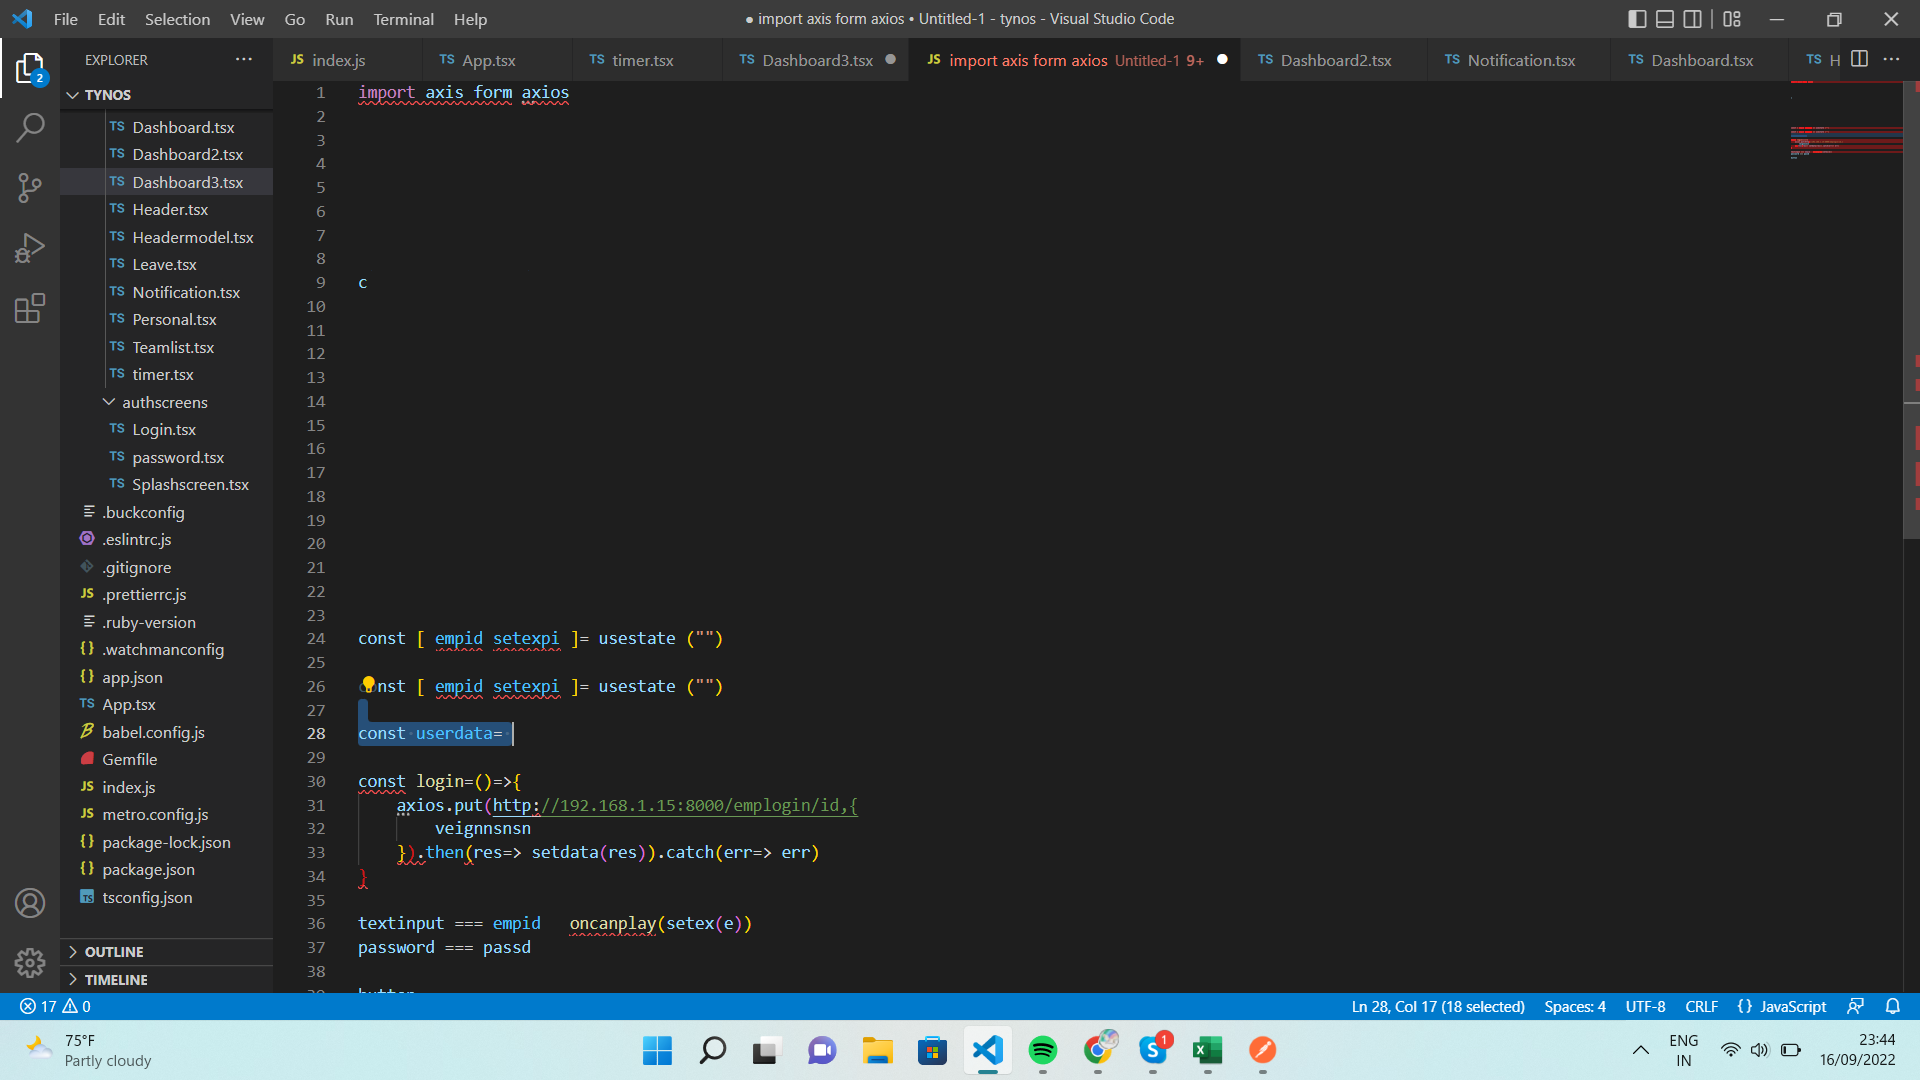 File Edit Selection View Go Run Terminal Help
● import axis form axios • Untitled-1 - tynos - Visual Studio Code
EXPLORER
JS index.js
TS App.tsx
TS timer.tsx
TS Dashboard3.tsx
JS import axis form axios Untitled-1 9+
TS Dashboard2.tsx
TS Notification.tsx
TS Dashboard.tsx
TS H
2
TYNOS
TS Dashboard.tsx
TS Dashboard2.tsx
TS Dashboard3.tsx
TS Header.tsx
TS Headermodel.tsx
TS Leave.tsx
TS Notification.tsx
TS Personal.tsx
TS Teamlist.tsx
TS timer.tsx
authscreens
TS Login.tsx
TS password.tsx
TS Splashscreen.tsx
.buckconfig
.eslintrc.js
.gitignore
JS .prettierrc.js
.ruby-version
{} .watchmanconfig
{} app.json
TS App.tsx
babel.config.js
Gemfile
JS index.js
JS metro.config.js
{} package-lock.json
{} package.json
TS tsconfig.json
OUTLINE
TIMELINE
1 import axis form axios
2
3
4
5
6
7
8
9 c
10
11
12
13
14
15
16
17
18
19
20
21
22
23
24 const [ empid setexpi ]= usestate ("")
25
26 const [ empid setexpi ]= usestate ("")
27
28 const userdata=
29
30 const login=()=>{
31 axios.put(http://192.168.1.15:8000/emplogin/id,{
32 veignnsnsn
33 }).then(res=> setdata(res)).catch(err=> err)
34 }
35
36 textinput === empid oncanplay(setex(e))
37 password === passd
38
39 button
17 0
Ln 28, Col 17 (18 selected) Spaces: 4 UTF-8 CRLF {} JavaScript
75°F
Partly cloudy
S 1
X
ENG
IN
23:44
16/09/2022